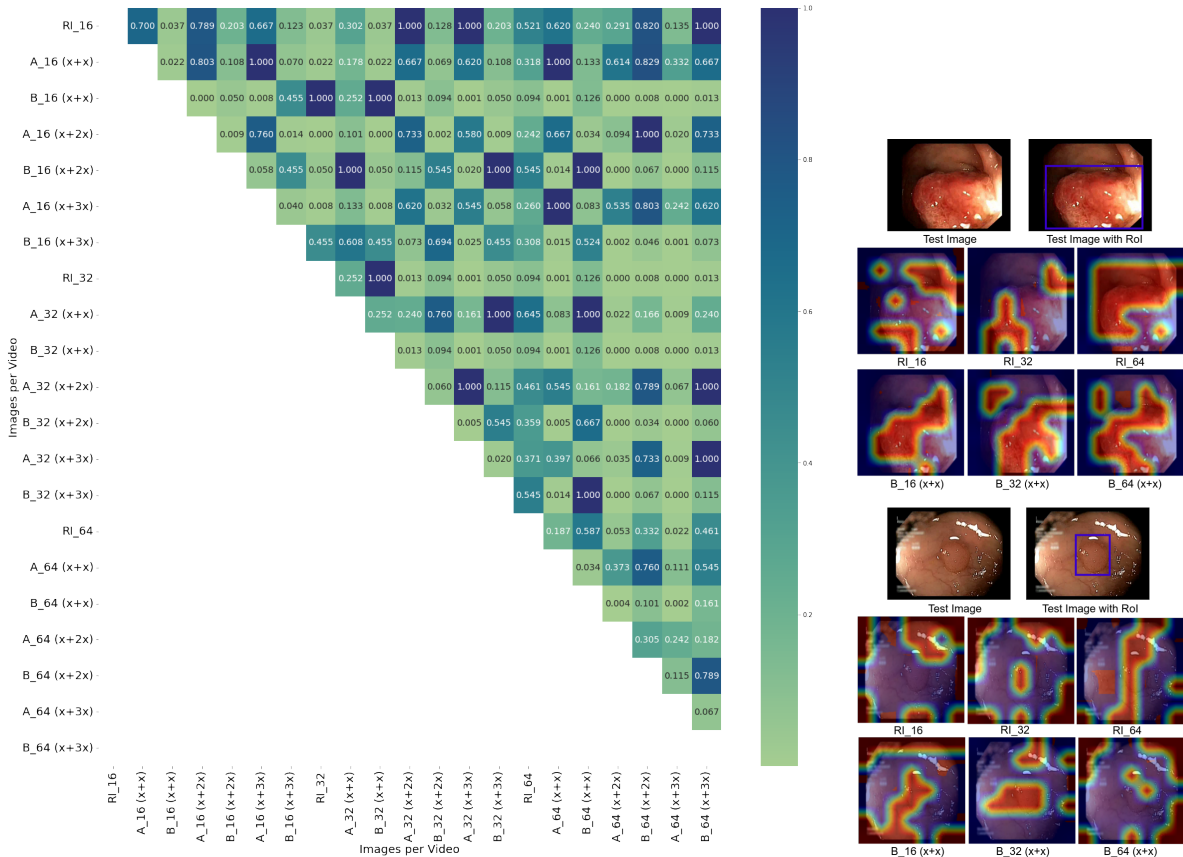 RI_16 0.700 0.037 0.789 0.203 0.667 0.123 0.037 0.302 0.037 1.000 0.128 1.000 0.203 0.521 0.620 0.240 0.291 0.820 0.135 1.000
A_16 (x+x) 0.022 0.803 0.108 1.000 0.070 0.022 0.178 0.022 0.667 0.069 0.620 0.108 0.318 1.000 0.133 0.614 0.829 0.332 0.667
B_16 (x+x) 0.000 0.050 0.008 0.455 1.000 0.252 1.000 0.013 0.094 0.001 0.050 0.094 0.001 0.126 0.000 0.008 0.000 0.013
A_16 (x+2x) 0.009 0.760 0.014 0.000 0.101 0.000 0.733 0.002 0.580 0.009 0.242 0.667 0.034 0.094 1.000 0.020 0.733
B_16 (x+2x) 0.058 0.455 0.050 1.000 0.050 0.115 0.545 0.020 1.000 0.545 0.014 1.000 0.000 0.067 0.000 0.115
A_16 (x+3x) 0.040 0.008 0.133 0.008 0.620 0.032 0.545 0.058 0.260 1.000 0.083 0.535 0.803 0.242 0.620
B_16 (x+3x) 0.455 0.608 0.455 0.073 0.694 0.025 0.455 0.308 0.015 0.524 0.002 0.046 0.001 0.073
RI_32 0.252 1.000 0.013 0.094 0.001 0.050 0.094 0.001 0.126 0.000 0.008 0.000 0.013
A_32 (x+x) 0.252 0.240 0.760 0.161 1.000 0.645 0.083 1.000 0.022 0.166 0.009 0.240
B_32 (x+x) 0.013 0.094 0.001 0.050 0.094 0.001 0.126 0.000 0.008 0.000 0.013
A_32 (x+2x) 0.060 1.000 0.115 0.461 0.545 0.161 0.182 0.789 0.067 1.000
B_32 (x+2x) 0.005 0.545 0.359 0.005 0.667 0.000 0.034 0.000 0.060
A_32 (x+3x) 0.020 0.371 0.397 0.066 0.035 0.733 0.009 1.000
B_32 (x+3x) 0.545 0.014 1.000 0.000 0.067 0.000 0.115
RI_64 0.187 0.587 0.053 0.332 0.022 0.461
A_64 (x+x) 0.034 0.373 0.760 0.111 0.545
B_64 (x+x) 0.004 0.101 0.002 0.161
A_64 (x+2x) 0.305 0.242 0.182
B_64 (x+2x) 0.115 0.789
A_64 (x+3x) 0.067
B_64 (x+3x)
Images per Video
RI_16
A_16 (x+x)
B_16 (x+x)
A_16 (x+2x)
B_16 (x+2x)
A_16 (x+3x)
B_16 (x+3x)
RI_32
A_32 (x+x)
B_32 (x+x)
A_32 (x+2x)
B_32 (x+2x)
A_32 (x+3x)
B_32 (x+3x)
RI_64
A_64 (x+x)
B_64 (x+x)
A_64 (x+2x)
B_64 (x+2x)
A_64 (x+3x)
B_64 (x+3x)
Images per Video
1.0
0.8
0.6
0.4
0.2
Test Image Test Image with RoI
RI_16 RI_32 RI_64
B_16 (x+x) B_32 (x+x) B_64 (x+x)
Test Image Test Image with RoI
RI_16 RI_32 RI_64
B_16 (x+x) B_32 (x+x) B_64 (x+x)